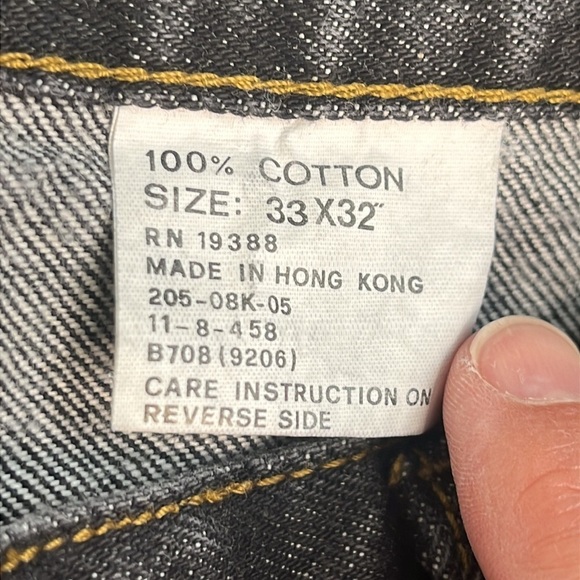 100% COTTON
SIZE: 33X32"
RN 19388
MADE IN HONG KONG
205-08K-05
11-8-458
B708 (9206)
CARE INSTRUCTION ON
REVERSE SIDE